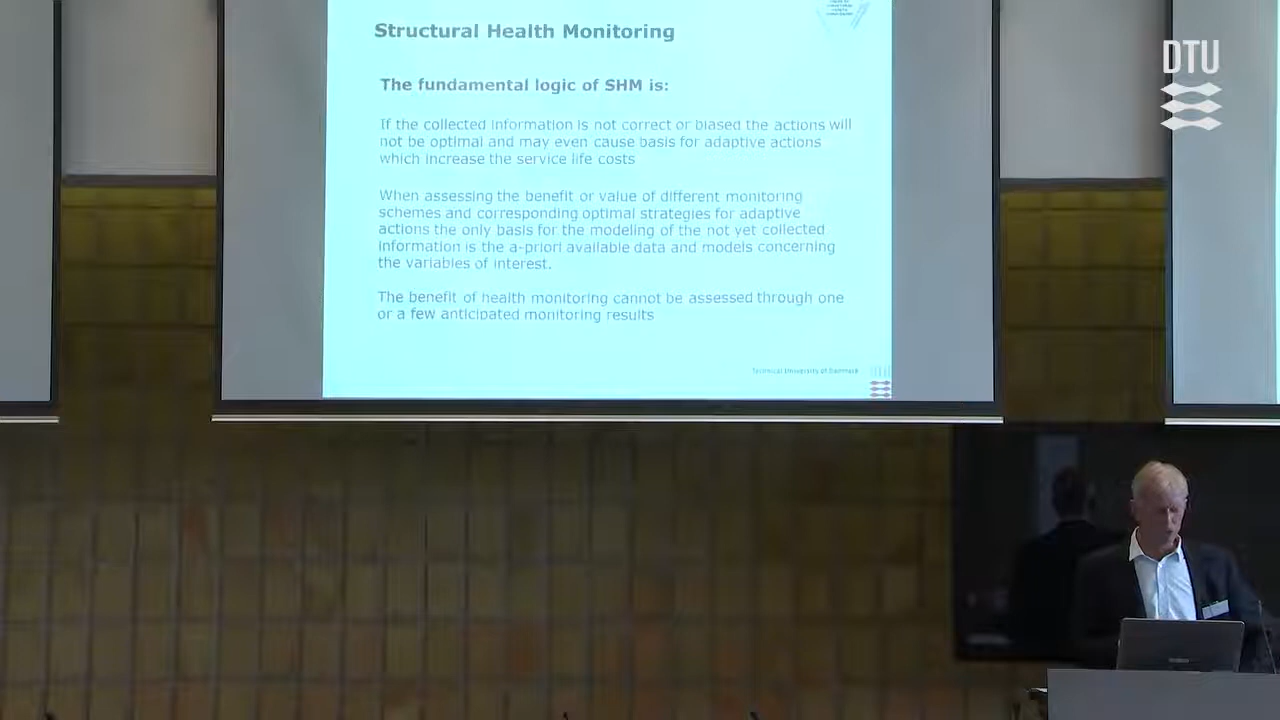 Structural Health Monitoring
DTU
The fundamental logic of SHM is:
If the collected information is not correct or biased the actions will
not be optimal and may even cause basis for adaptive actions
which increase the service life costs
When assessing the benefit or value of different monitoring
schemes and corresponding optimal strategies for adaptive
actions the only basis for the modeling of the not yet collected
information is the a-priori available data and models concerning
the variables of interest.
The benefit of health monitoring cannot be assessed through one
or a few anticipated monitoring results
Technical University of Denmark